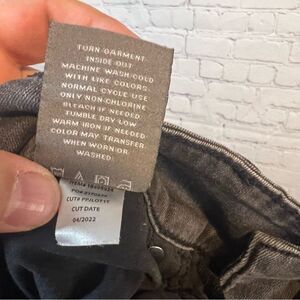 TURN GARMENT
INSIDE OUT.
MACHINE WASH COLD
WITH LIKE COLORS.
NORMAL CYCLE USE
ONLY NON-CHLORINE
BLEACH IF NEEDED
TUMBLE DRY LOW
WARM IRON IF NEEDED
COLOR MAY TRANSFER
WHEN WORN OR
WASHED.
CUT DATE
04/2022